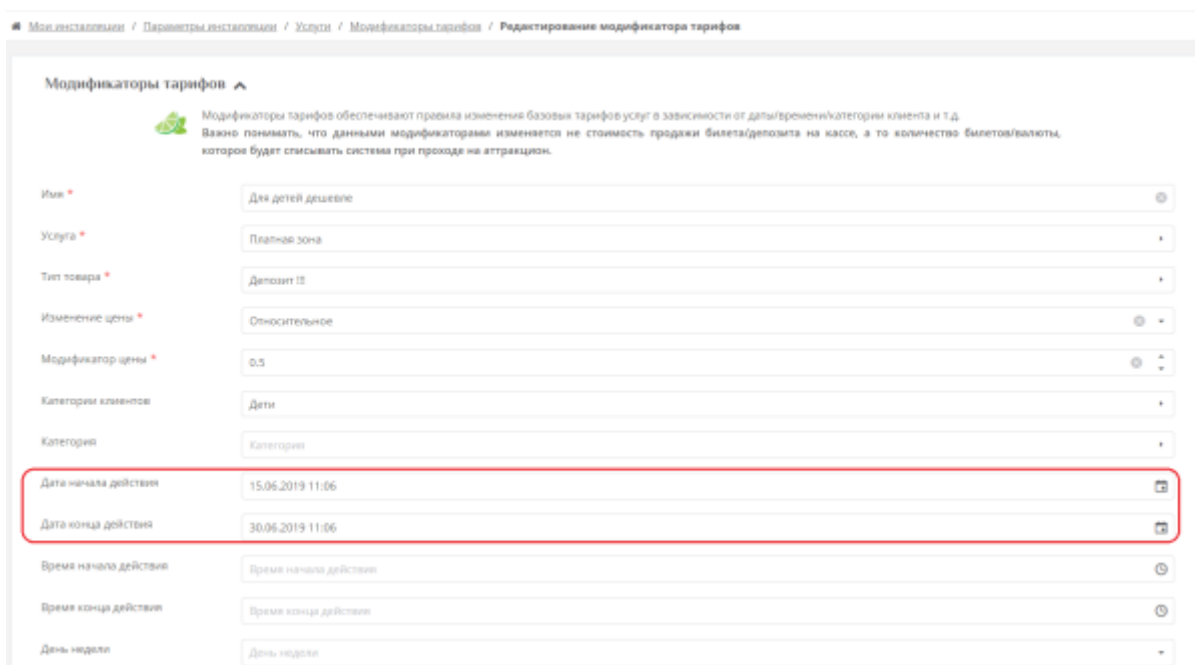 Мои инсталляции / Параметры инсталляции / Услуги / Модификаторы тарифов / Редактирование модификатора тарифов
Модификаторы тарифов
Модификаторы тарифов обеспечивают правила изменения базовых тарифов услуг в зависимости от даты/времени/категории клиента и т.д.
Важно понимать, что данными модификаторами изменяется не стоимость продажи билета/депозита на кассе, а то количество билетов/валюты,
которое будет списывать система при проходе на аттракцион.
Имя * Для детей дешевле
Услуга * Платная зона
Тип товара * Депозит !!!
Изменение цены * Относительное
Модификатор цены * 0.5
Категории клиентов Дети
Категория Категория
Дата начала действия 15.06.2019 11:06
Дата конца действия 30.06.2019 11:06
Время начала действия Время начала действия
Время конца действия Время конца действия
День недели День недели